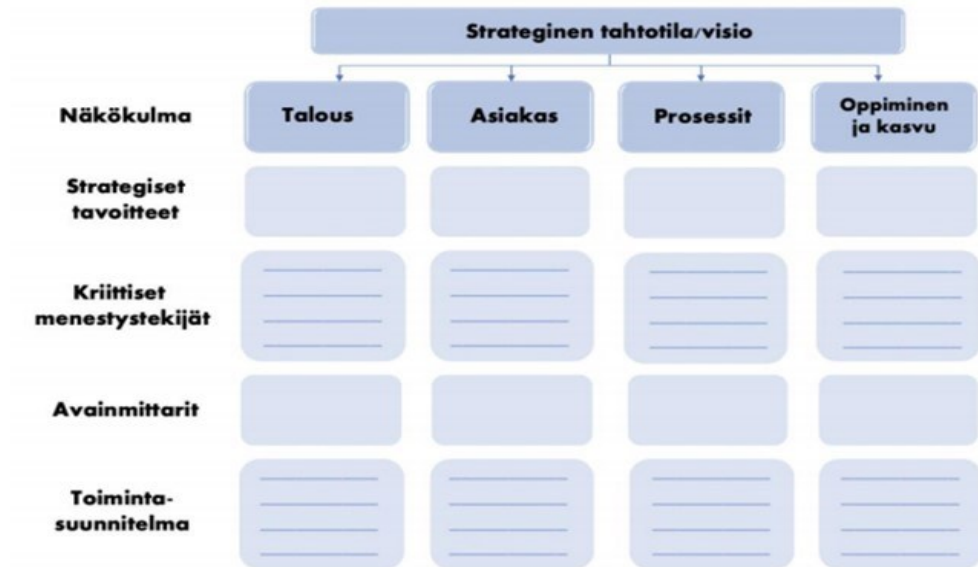 Strateginen tahtotila/visio
Näkökulma
Talous
Asiakas
Prosessit
Oppiminen
ja kasvu
Strategiset
tavoitteet
Kriittiset
menestystekijät
Avainmittarit
Toiminta-
suunnitelma